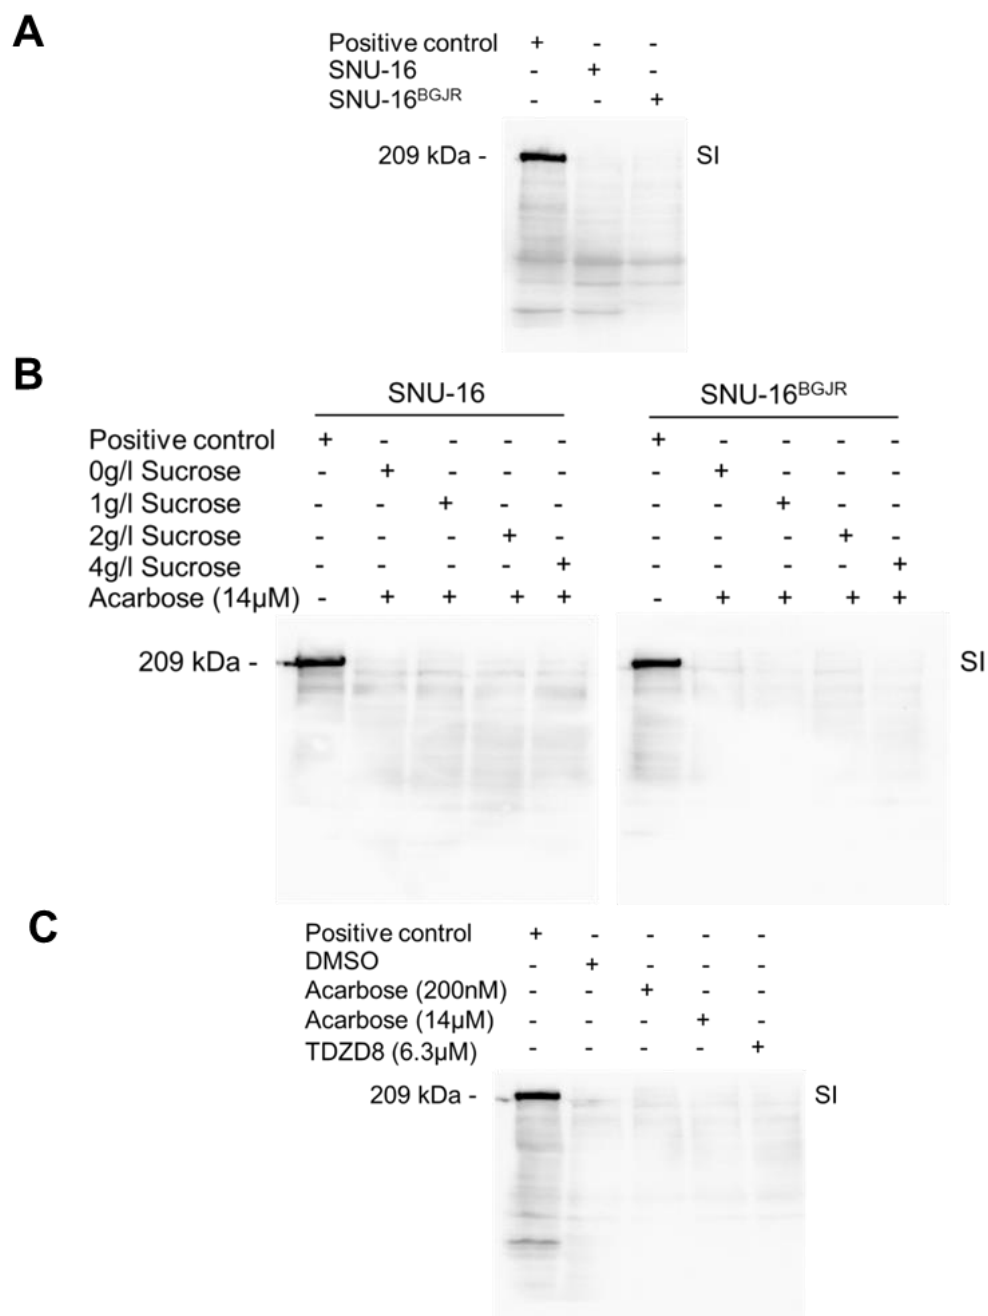 A
Positive control + - -
SNU-16 - + -
SNU-16BGJR - - +
209 kDa - SI
B
SNU-16 SNU-16BGJR
Positive control + - - - - + - - - -
0g/l Sucrose - + - - - - + - - -
1g/l Sucrose - - + - - - - + - -
2g/l Sucrose - - - + - - - - + -
4g/l Sucrose - - - - + - - - - +
Acarbose (14µM) - + + + + - + + + +
209 kDa - SI
C
Positive control + - - - -
DMSO - + - - -
Acarbose (200nM) - - + - -
Acarbose (14µM) - - - + -
TDZD8 (6.3µM) - - - - +
209 kDa - SI